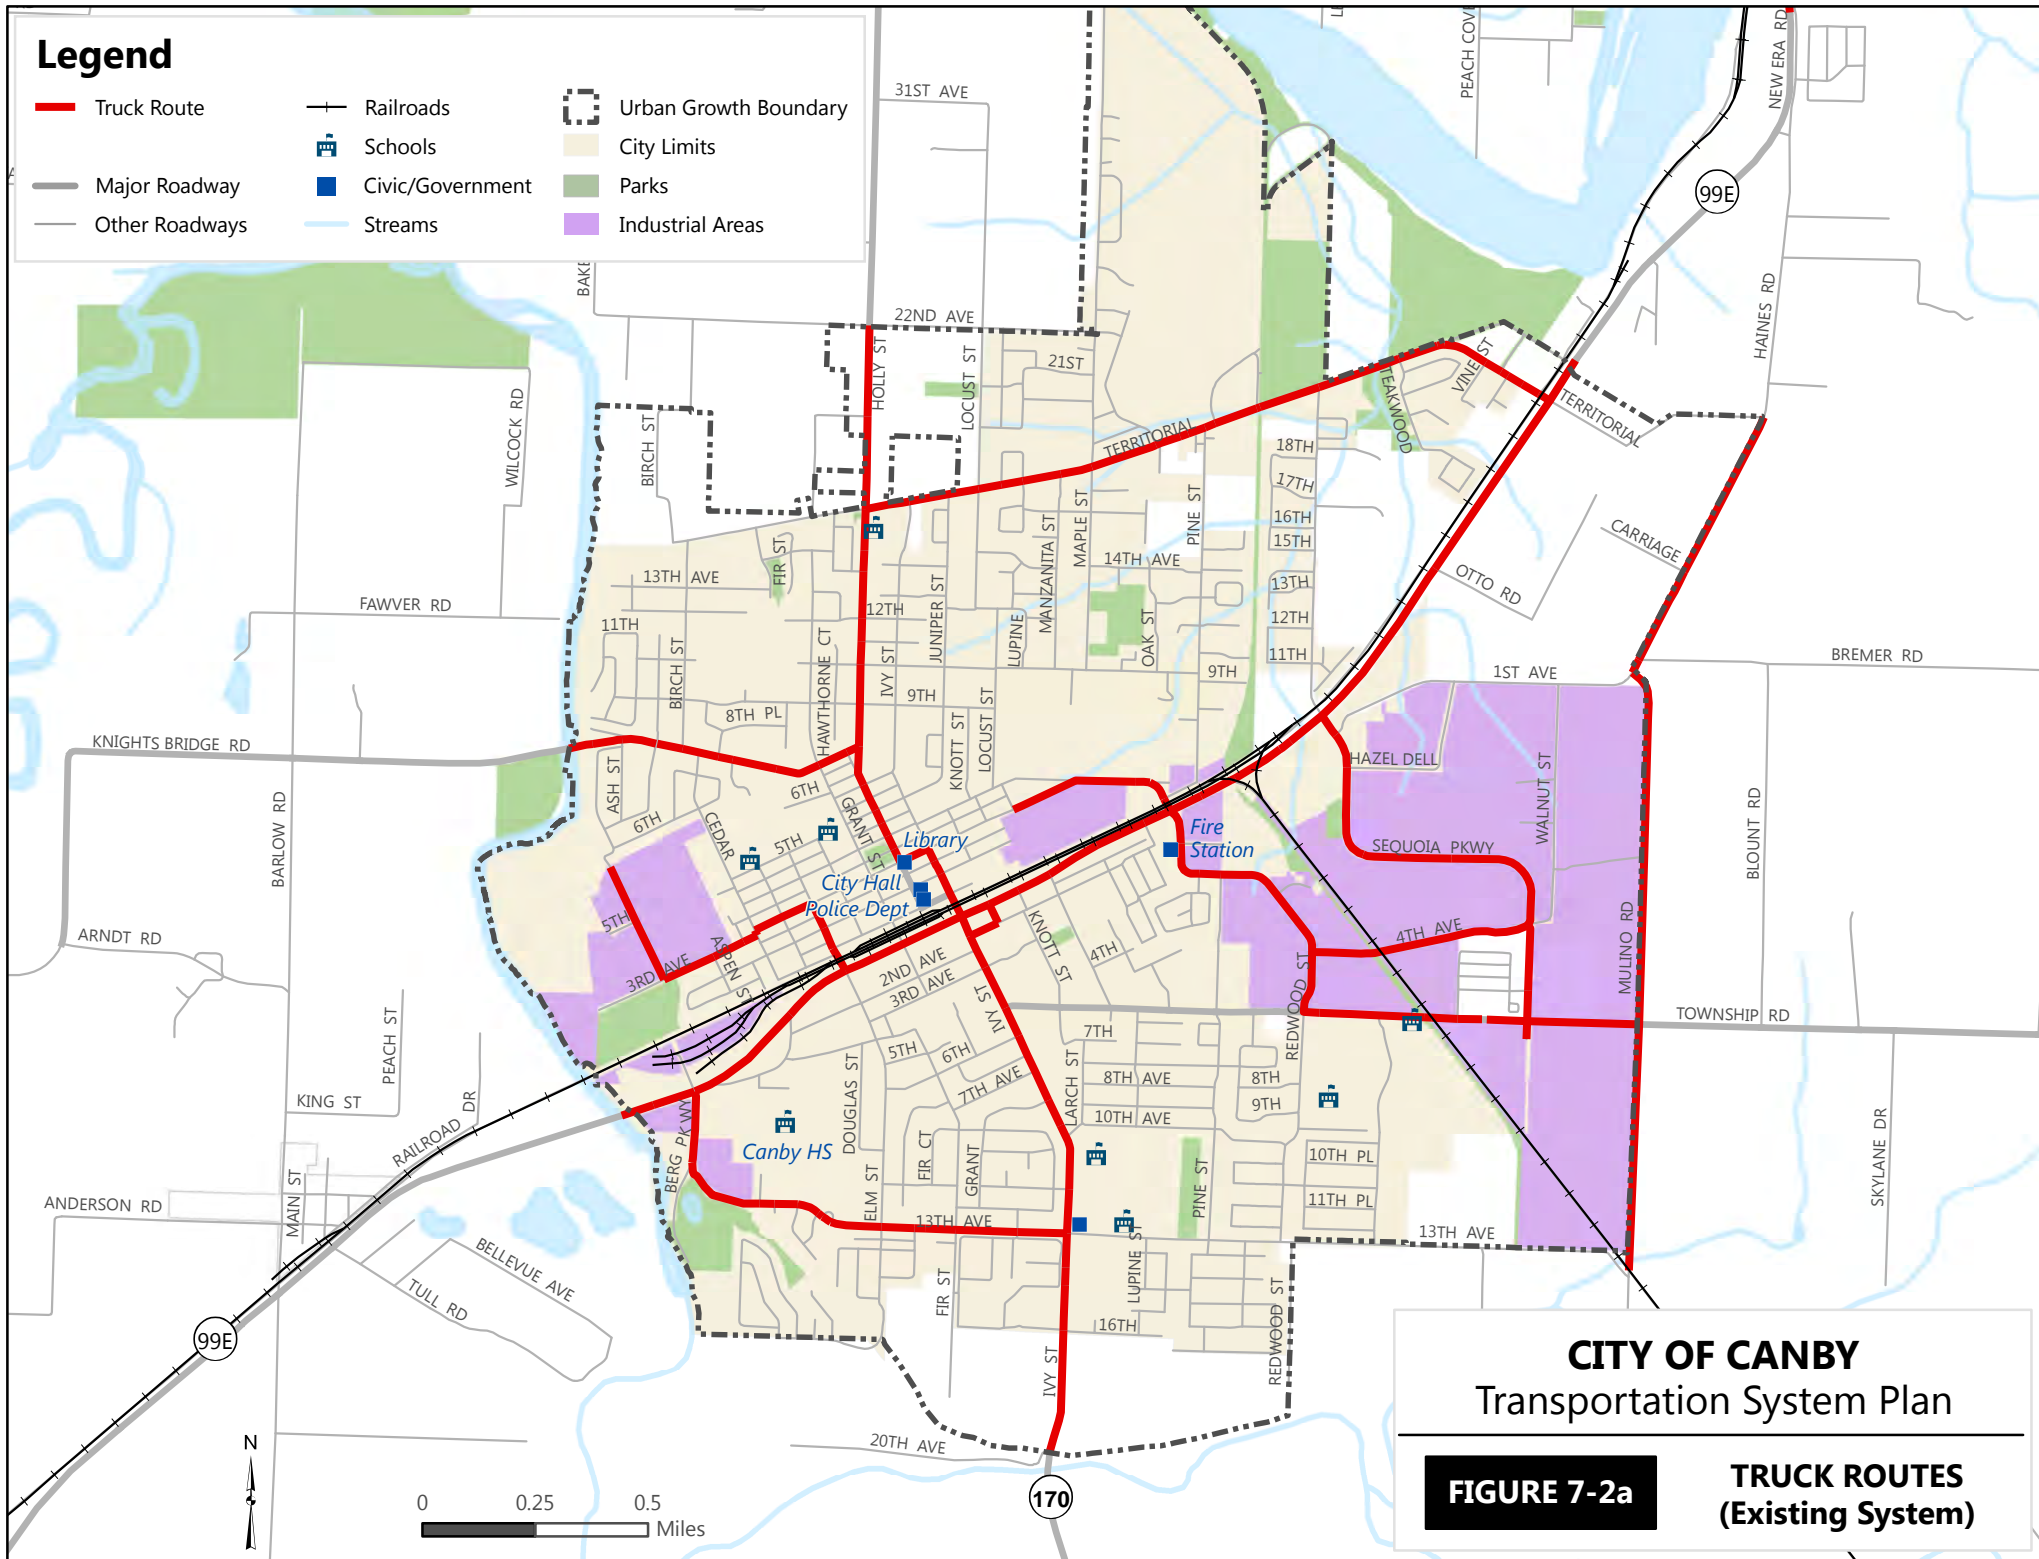 Legend
Truck Route
Railroads
Urban Growth Boundary
Schools
City Limits
Major Roadway
Civic/Government
Parks
Other Roadways
Streams
Industrial Areas
31ST AVE
PEACH COVE
NEW ERA RD
99E
BAKE
22ND AVE
HAINES RD
HOLLY ST
LOCUST ST
21ST
VINE ST
TEAKWOOD
WILCOCK RD
BIRCH ST
TERRITORIAL
TERRITORIAL
18TH
17TH
16TH
15TH
PINE ST
MAPLE ST
MANZANITA ST
CARRIAGE
FIR ST
13TH AVE
14TH AVE
13TH
OTTO RD
JUNIPER ST
12TH
12TH
FAWVER RD
11TH
LUPINE
OAK ST
11TH
HAWTHORNE CT
BIRCH ST
IVY ST
9TH
1ST AVE
BREMER RD
9TH
8TH PL
KNOTT ST
LOCUST ST
KNIGHTS BRIDGE RD
HAZEL DELL
ASH ST
6TH
WALNUT ST
BLOUNT RD
BARLOW RD
6TH
CEDAR
GRANT ST
5TH
Library
Fire
Station
SEQUOIA PKWY
City Hall
Police Dept
5TH
ARNDT RD
KNOTT ST
4TH
4TH AVE
MULINO RD
3RD AVE
ASPEN ST
2ND AVE
3RD AVE
IVY ST
REDWOOD ST
TOWNSHIP RD
PEACH ST
7TH
5TH
6TH
DOUGLAS ST
LARCH ST
8TH AVE
8TH
7TH AVE
9TH
10TH AVE
KING ST
RAILROAD DR
BERG PKWY
Canby HS
FIR CT
GRANT
10TH PL
PINE ST
11TH PL
SKYLANE DR
ANDERSON RD
MAIN ST
ELM ST
13TH AVE
13TH AVE
LUPINE ST
BELLEVUE AVE
TULL RD
FIR ST
REDWOOD ST
16TH
99E
IVY ST
20TH AVE
170
N
0 0.25 0.5
Miles
CITY OF CANBY
Transportation System Plan
FIGURE 7-2a
TRUCK ROUTES
(Existing System)